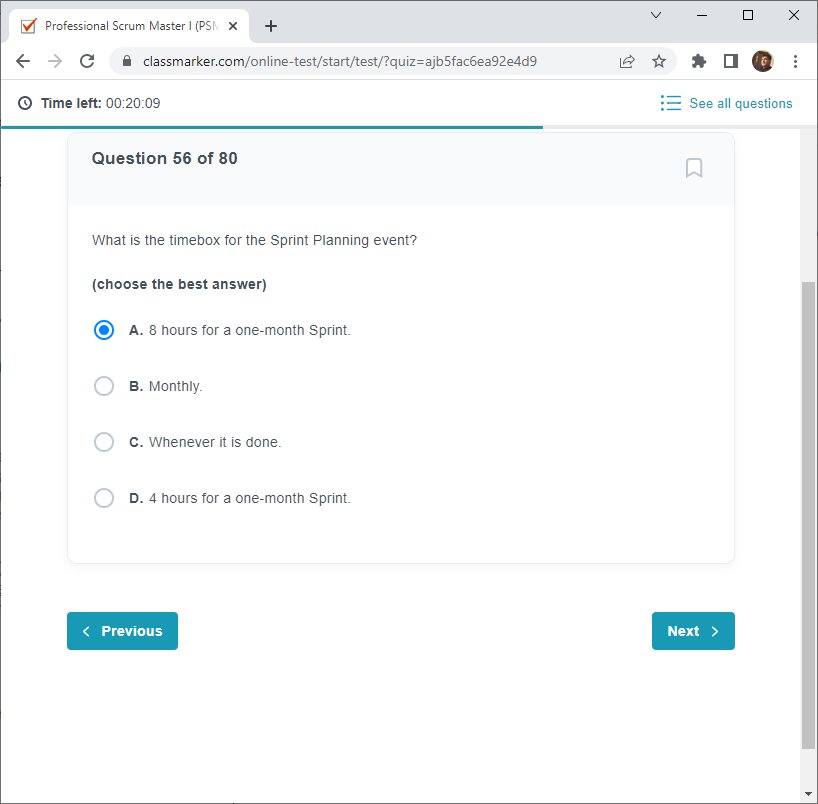 Professional Scrum Master I (PSM
classmarker.com/online-test/start/test/?quiz=ajb5fac6ea92e4d9
Time left: 00:20:09
See all questions
Question 56 of 80
What is the timebox for the Sprint Planning event?
(choose the best answer)
A. 8 hours for a one-month Sprint.
B. Monthly.
C. Whenever it is done.
D. 4 hours for a one-month Sprint.
Previous
Next